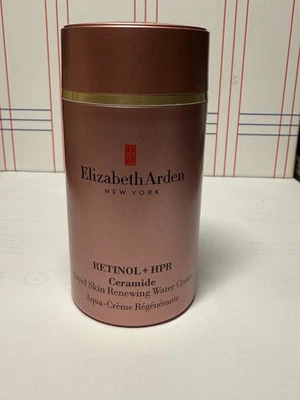 Elizabeth Arden
NEW YORK
RETINOL + HPR
Ceramide
Rapid Skin Renewing Water Cream
Aqua-Crème Régénérante